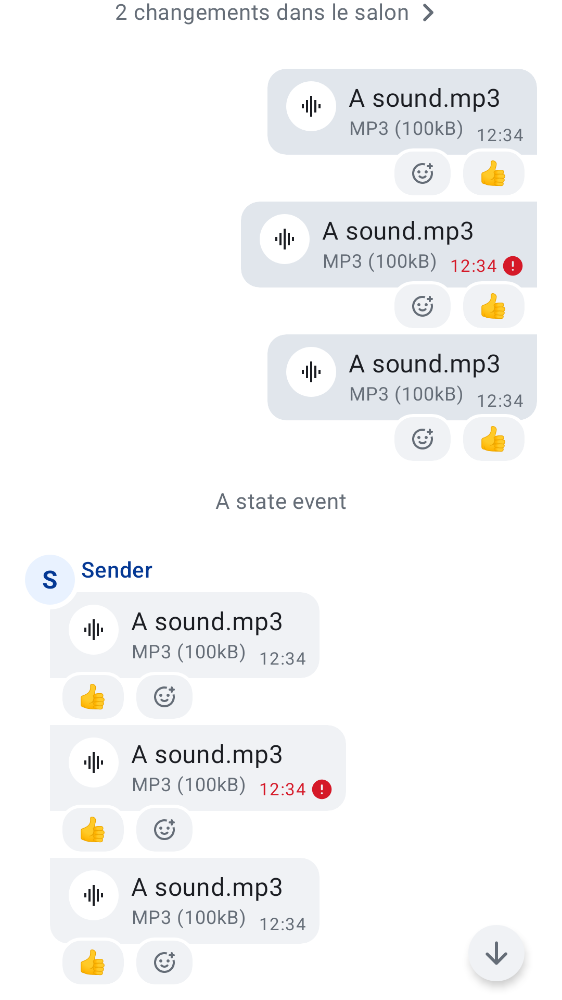 2 changements dans le salon
A sound.mp3
MP3 (100kB) 12:34
A sound.mp3
MP3 (100kB) 12:34
A sound.mp3
MP3 (100kB) 12:34
A state event
S Sender
A sound.mp3
MP3 (100kB) 12:34
A sound.mp3
MP3 (100kB) 12:34
A sound.mp3
MP3 (100kB) 12:34